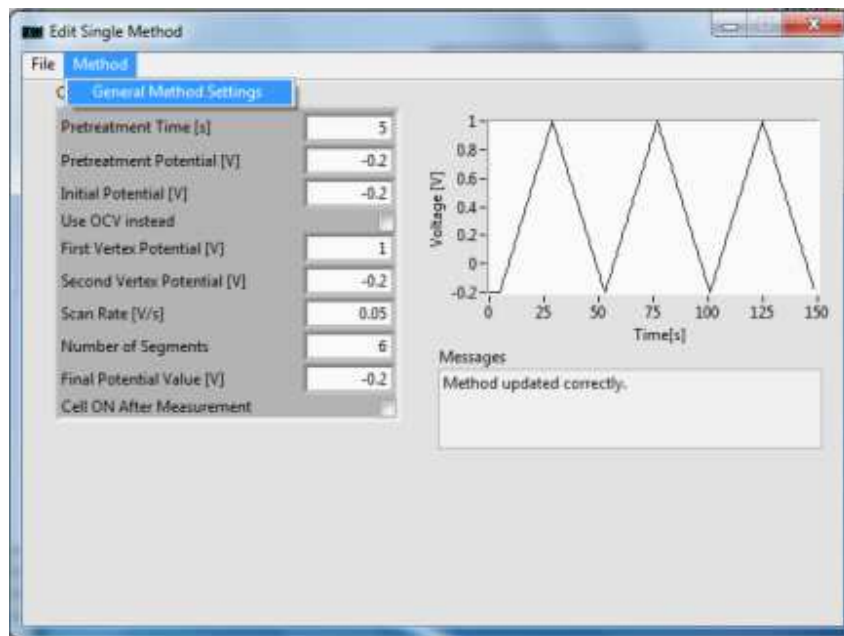 Edit Single Method
File Method
General Method Settings
Pretreatment Time [s] 5
Pretreatment Potential [V] -0.2
Initial Potential [V] -0.2
Use OCV instead
First Vertex Potential [V] 1
Second Vertex Potential [V] -0.2
Scan Rate [V/s] 0.05
Number of Segments 6
Final Potential Value [V] -0.2
Cell ON After Measurement
Voltage [V]
1
0.8
0.6
0.4
0.2
0
-0.2
0 25 50 75 100 125 150
Time[s]
Messages
Method updated correctly.